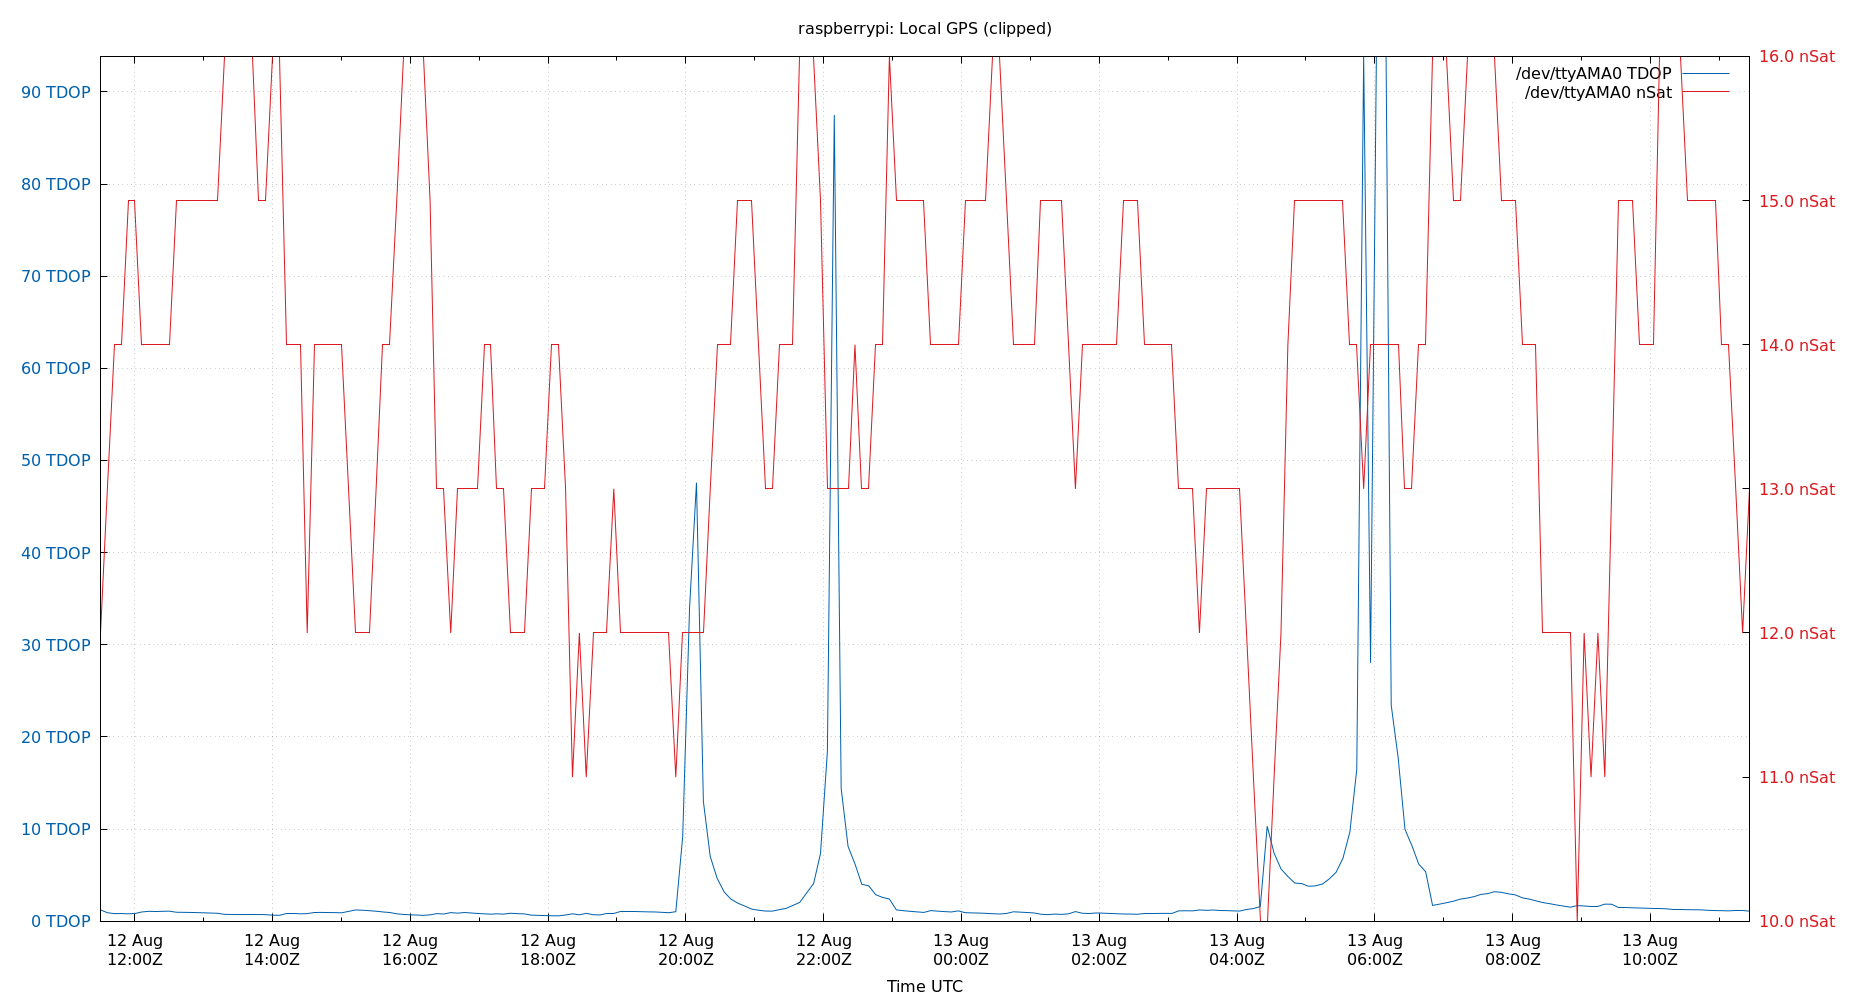 raspberrypi: Local GPS (clipped)
/dev/ttyAMA0 TDOP
/dev/ttyAMA0 nSat
90 TDOP
80 TDOP
70 TDOP
60 TDOP
50 TDOP
40 TDOP
30 TDOP
20 TDOP
10 TDOP
0 TDOP
16.0 nSat
15.0 nSat
14.0 nSat
13.0 nSat
12.0 nSat
11.0 nSat
10.0 nSat
12 Aug
12:00Z
12 Aug
14:00Z
12 Aug
16:00Z
12 Aug
18:00Z
12 Aug
20:00Z
12 Aug
22:00Z
13 Aug
00:00Z
13 Aug
02:00Z
13 Aug
04:00Z
13 Aug
06:00Z
13 Aug
08:00Z
13 Aug
10:00Z
Time UTC